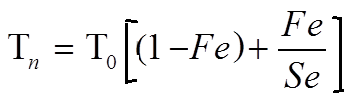 Tₙ = T₀[(1−Fe)+ Fe/Se]